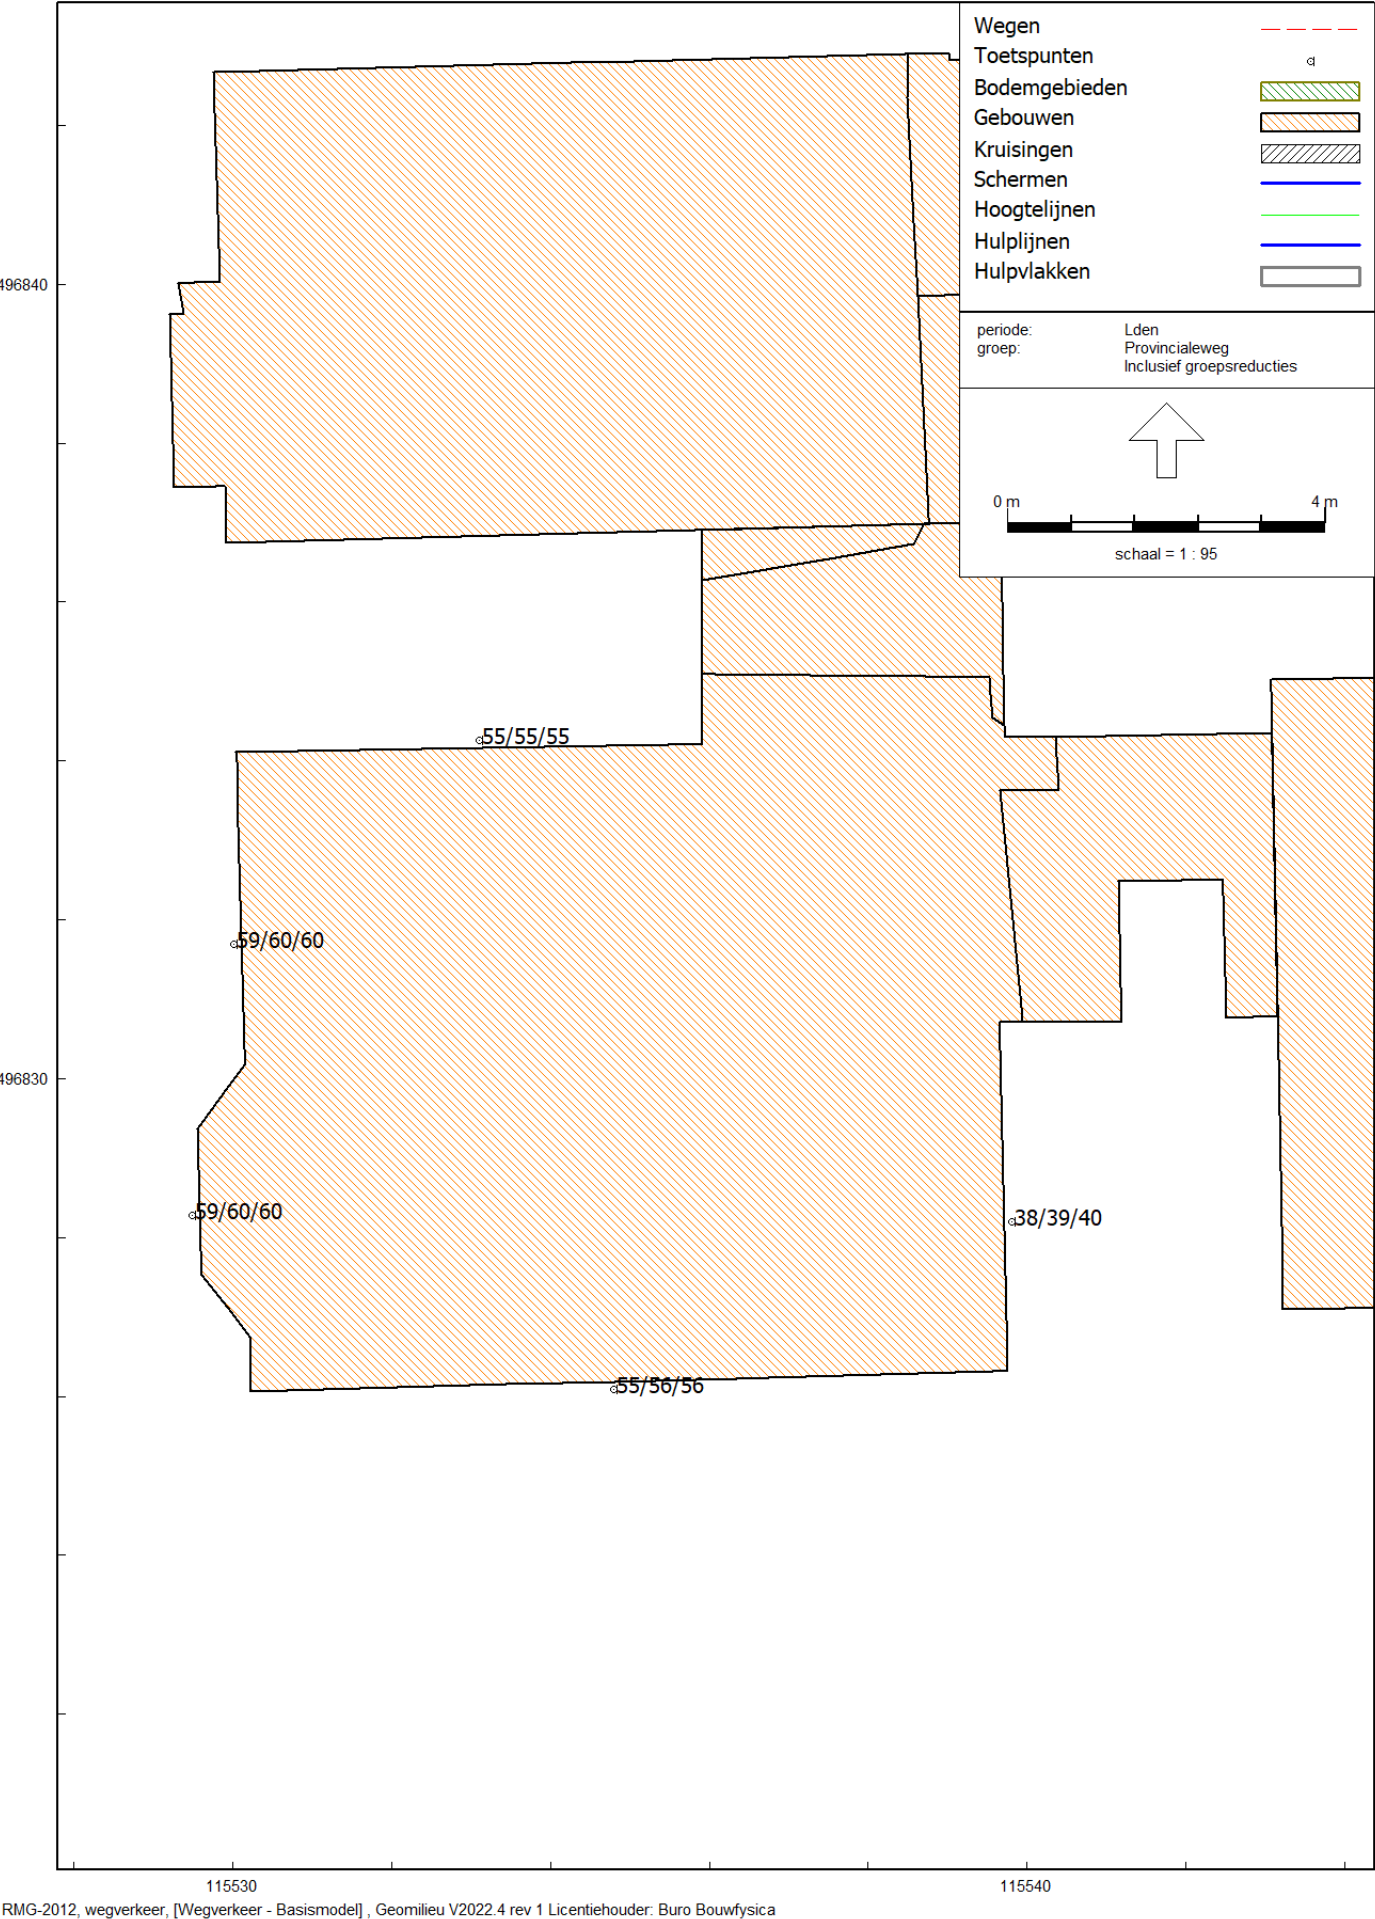 Wegen
Toetspunten
Bodemgebieden
Gebouwen
Kruisingen
Schermen
Hoogtelijnen
Hulplijnen
Hulpvlakken
periode: Lden
groep: Provincialeweg
Inclusief groepsreducties
0 m 4 m
schaal = 1 : 95
496840
55/55/55
59/60/60
496830
59/60/60
38/39/40
55/56/56
115530 115540
RMG-2012, wegverkeer, [Wegverkeer - Basismodel] , Geomilieu V2022.4 rev 1 Licentiehouder: Buro Bouwfysica